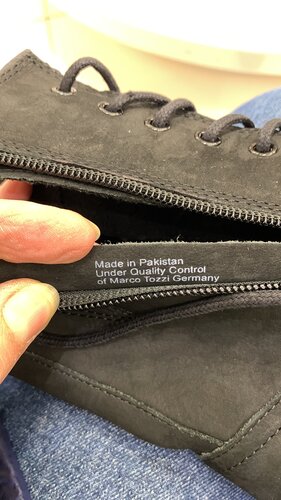 Made in Pakistan
Under Quality Control
of Marco Tozzi Germany